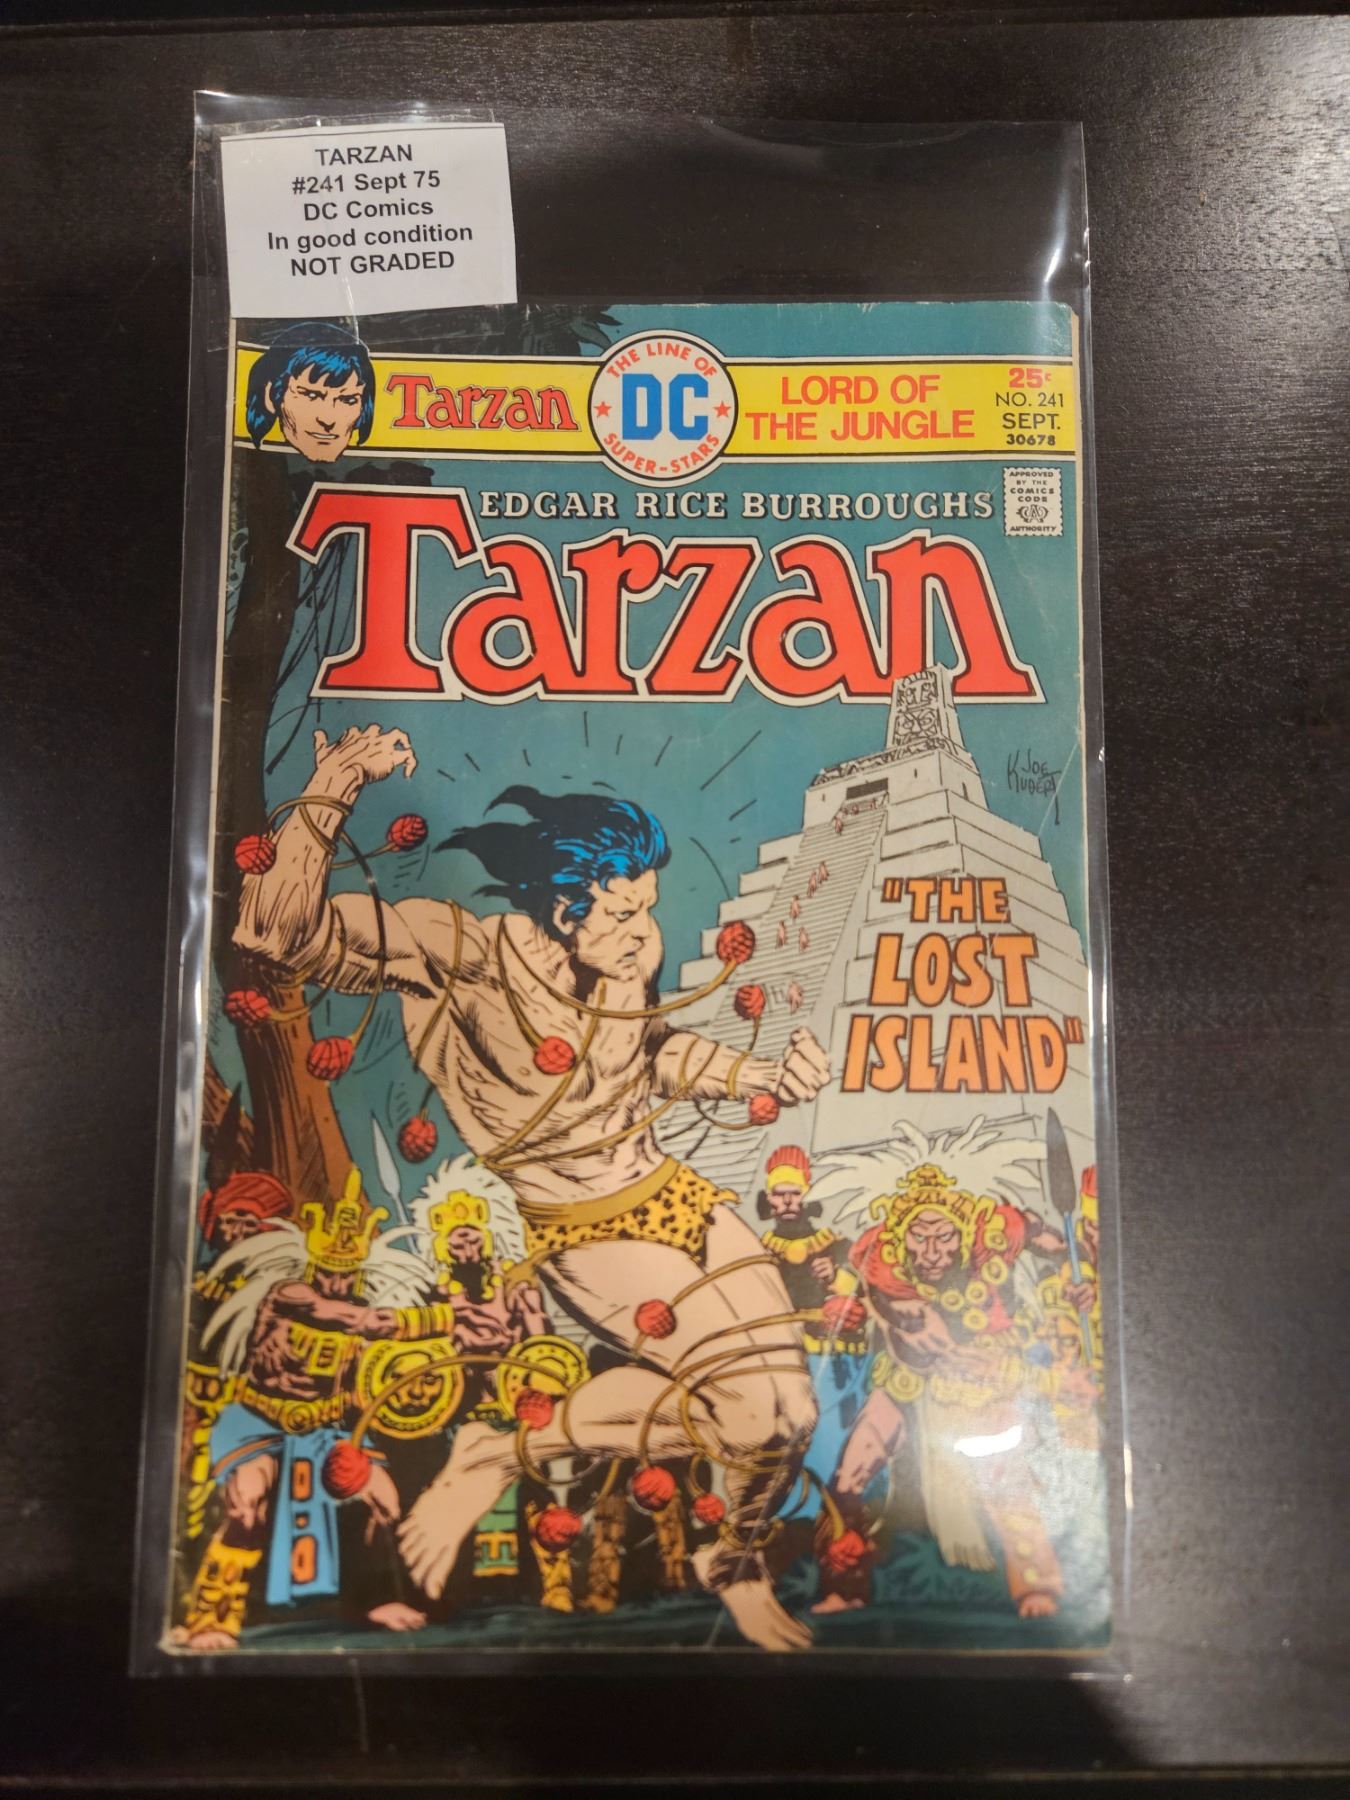 TARZAN
#241 Sept 75
DC Comics
In good condition
NOT GRADED
Tarzan
THE LINE OF
DC
SUPER-STARS
LORD OF
THE JUNGLE
25¢
NO. 241
SEPT.
30678
APPROVED
BY THE
COMICS
CODE
CA
AUTHORITY
EDGAR RICE BURROUGHS
Tarzan
JOE
KUBERT
"THE
LOST
ISLAND"